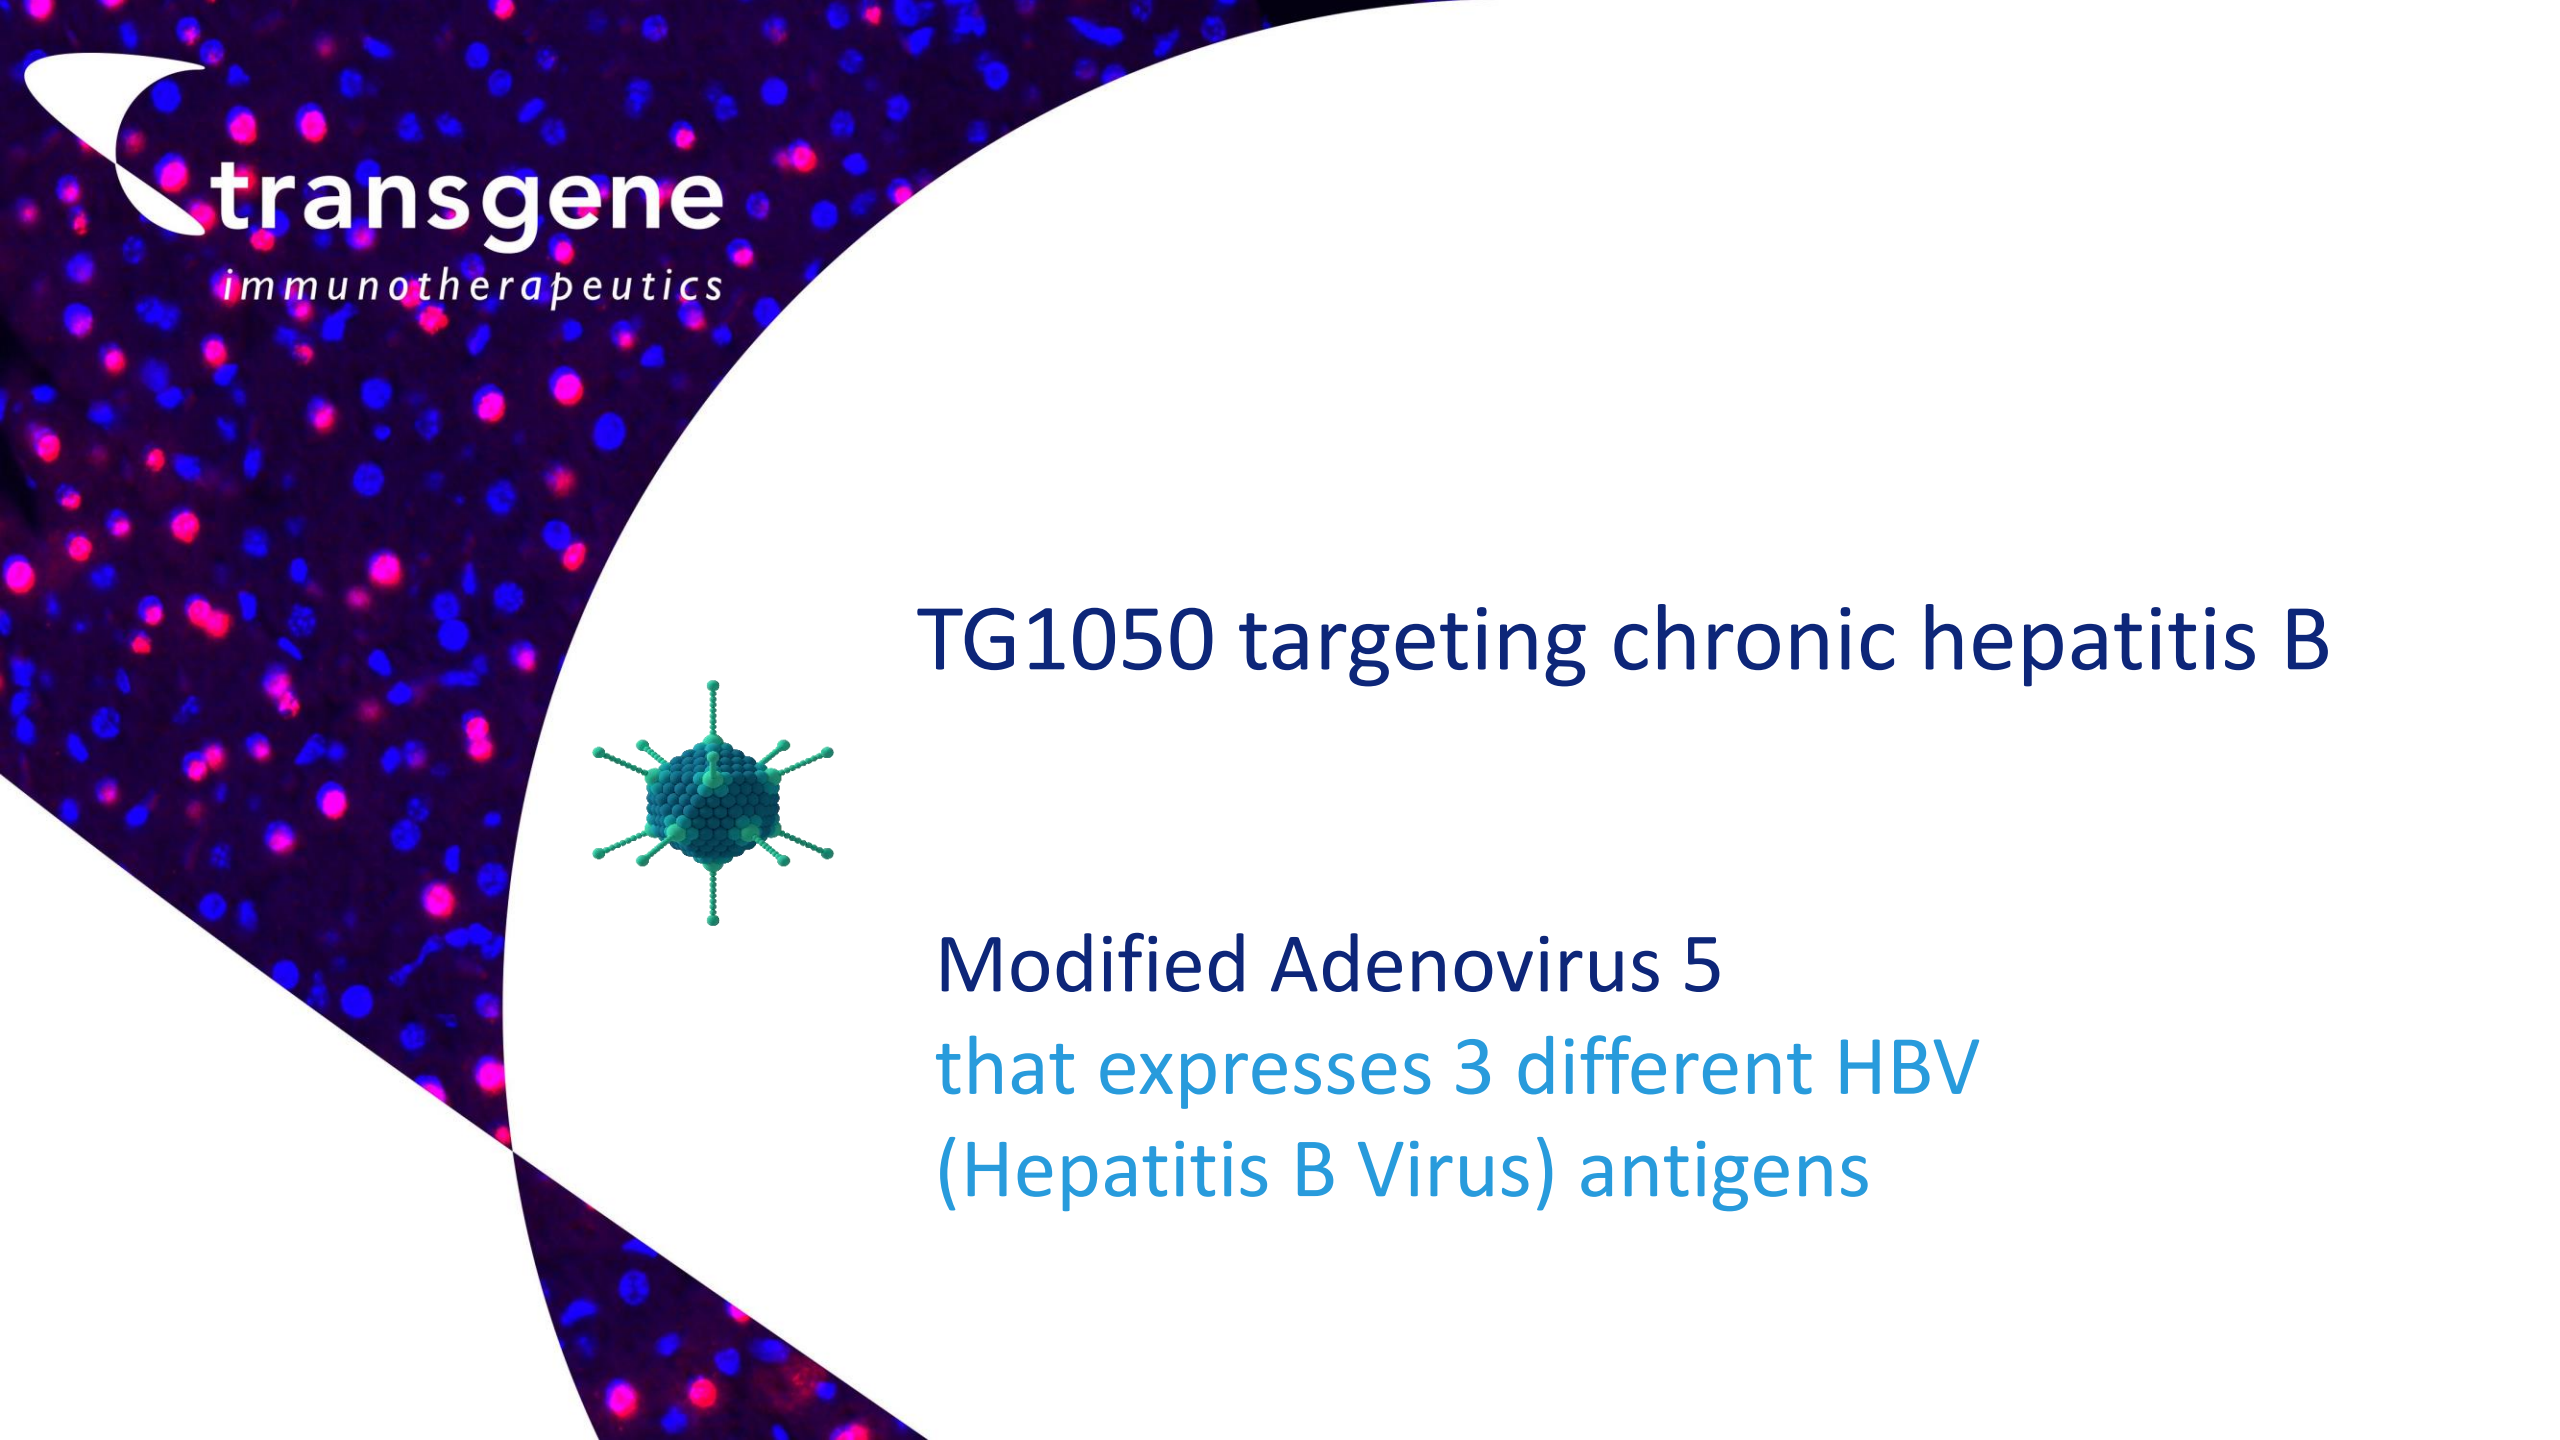 transgene
immunotherapeutics
TG1050 targeting chronic hepatitis B
Modified Adenovirus 5
that expresses 3 different HBV
(Hepatitis B Virus) antigens